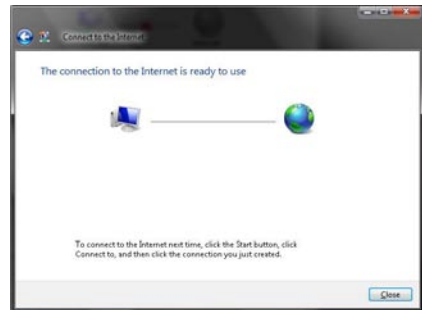 Connect to the Internet
The connection to the Internet is ready to use
To connect to the Internet next time, click the Start button, click
Connect to, and then click the connection you just created.
Close